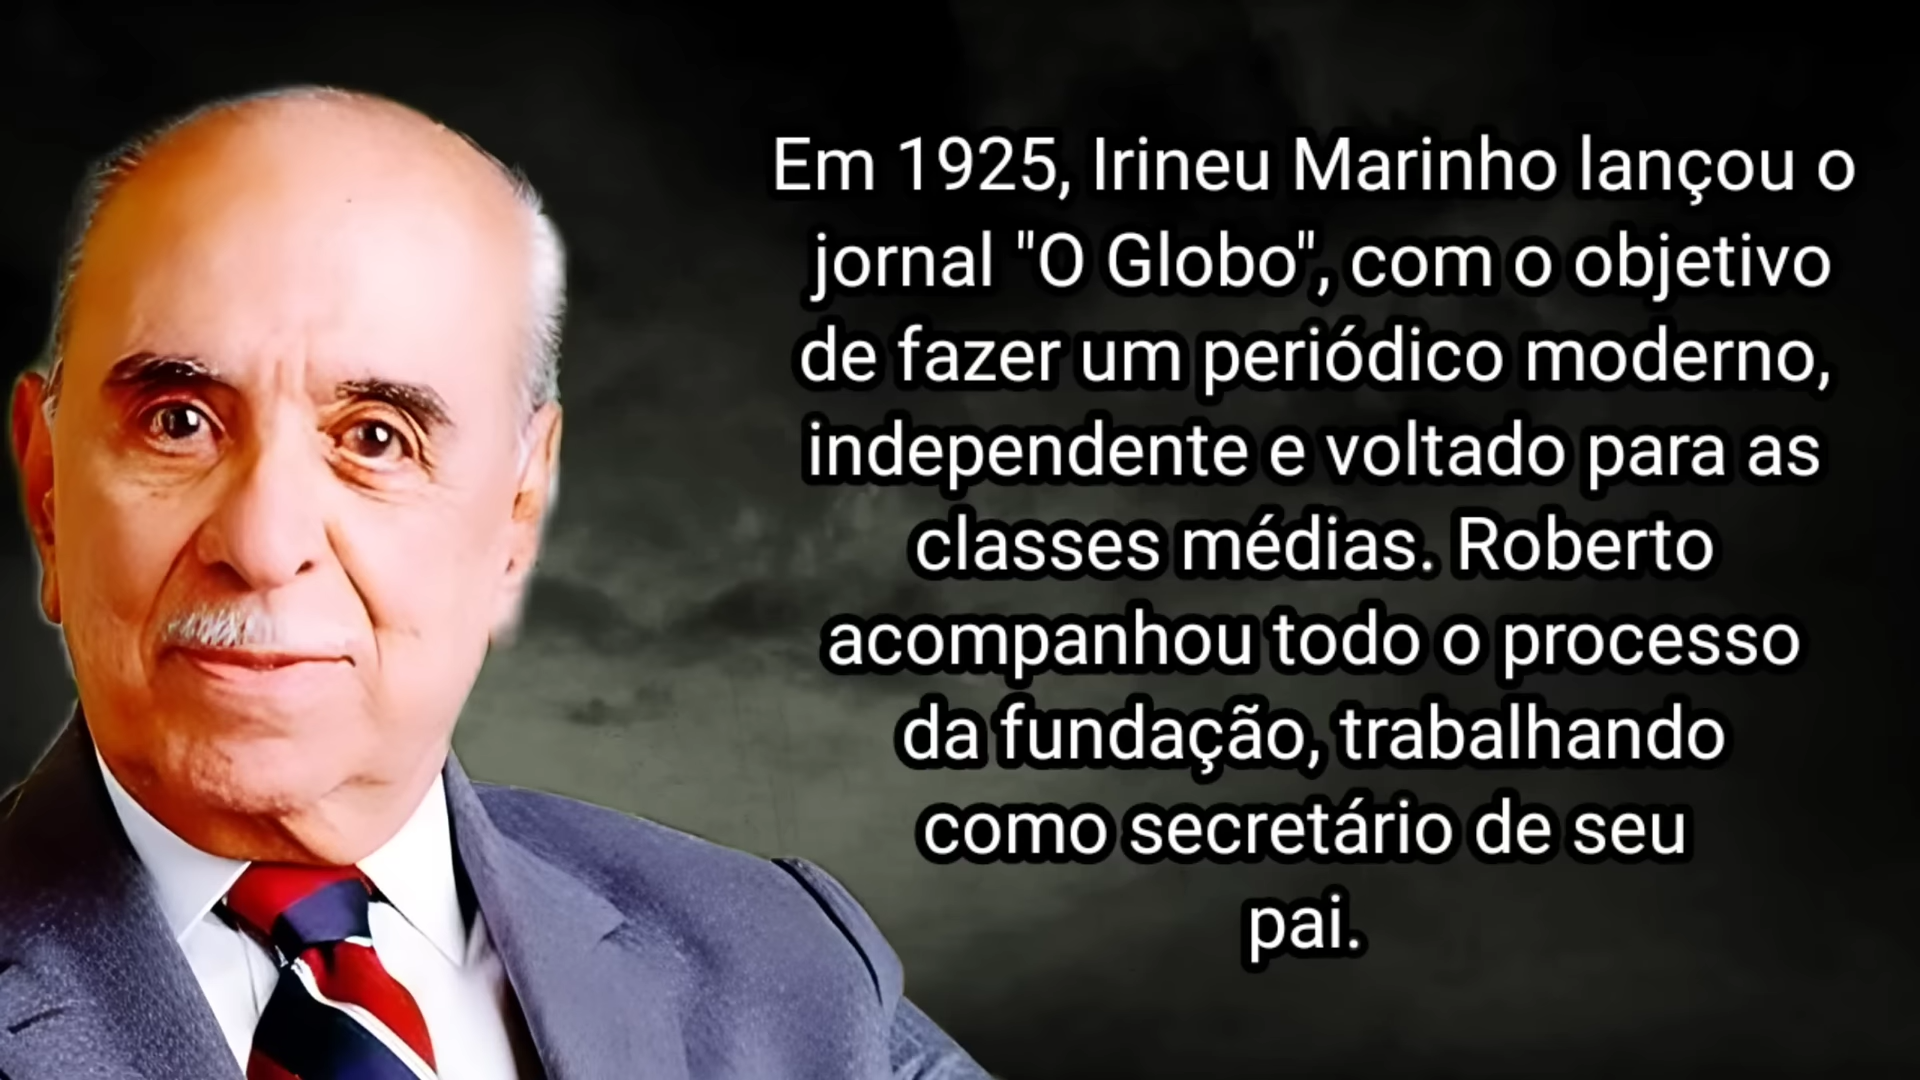 Em 1925, Irineu Marinho lançou o
jornal "O Globo", com o objetivo
de fazer um periódico moderno,
independente e voltado para as
classes médias. Roberto
acompanhou todo o processo
da fundação, trabalhando
como secretário de seu
pai.